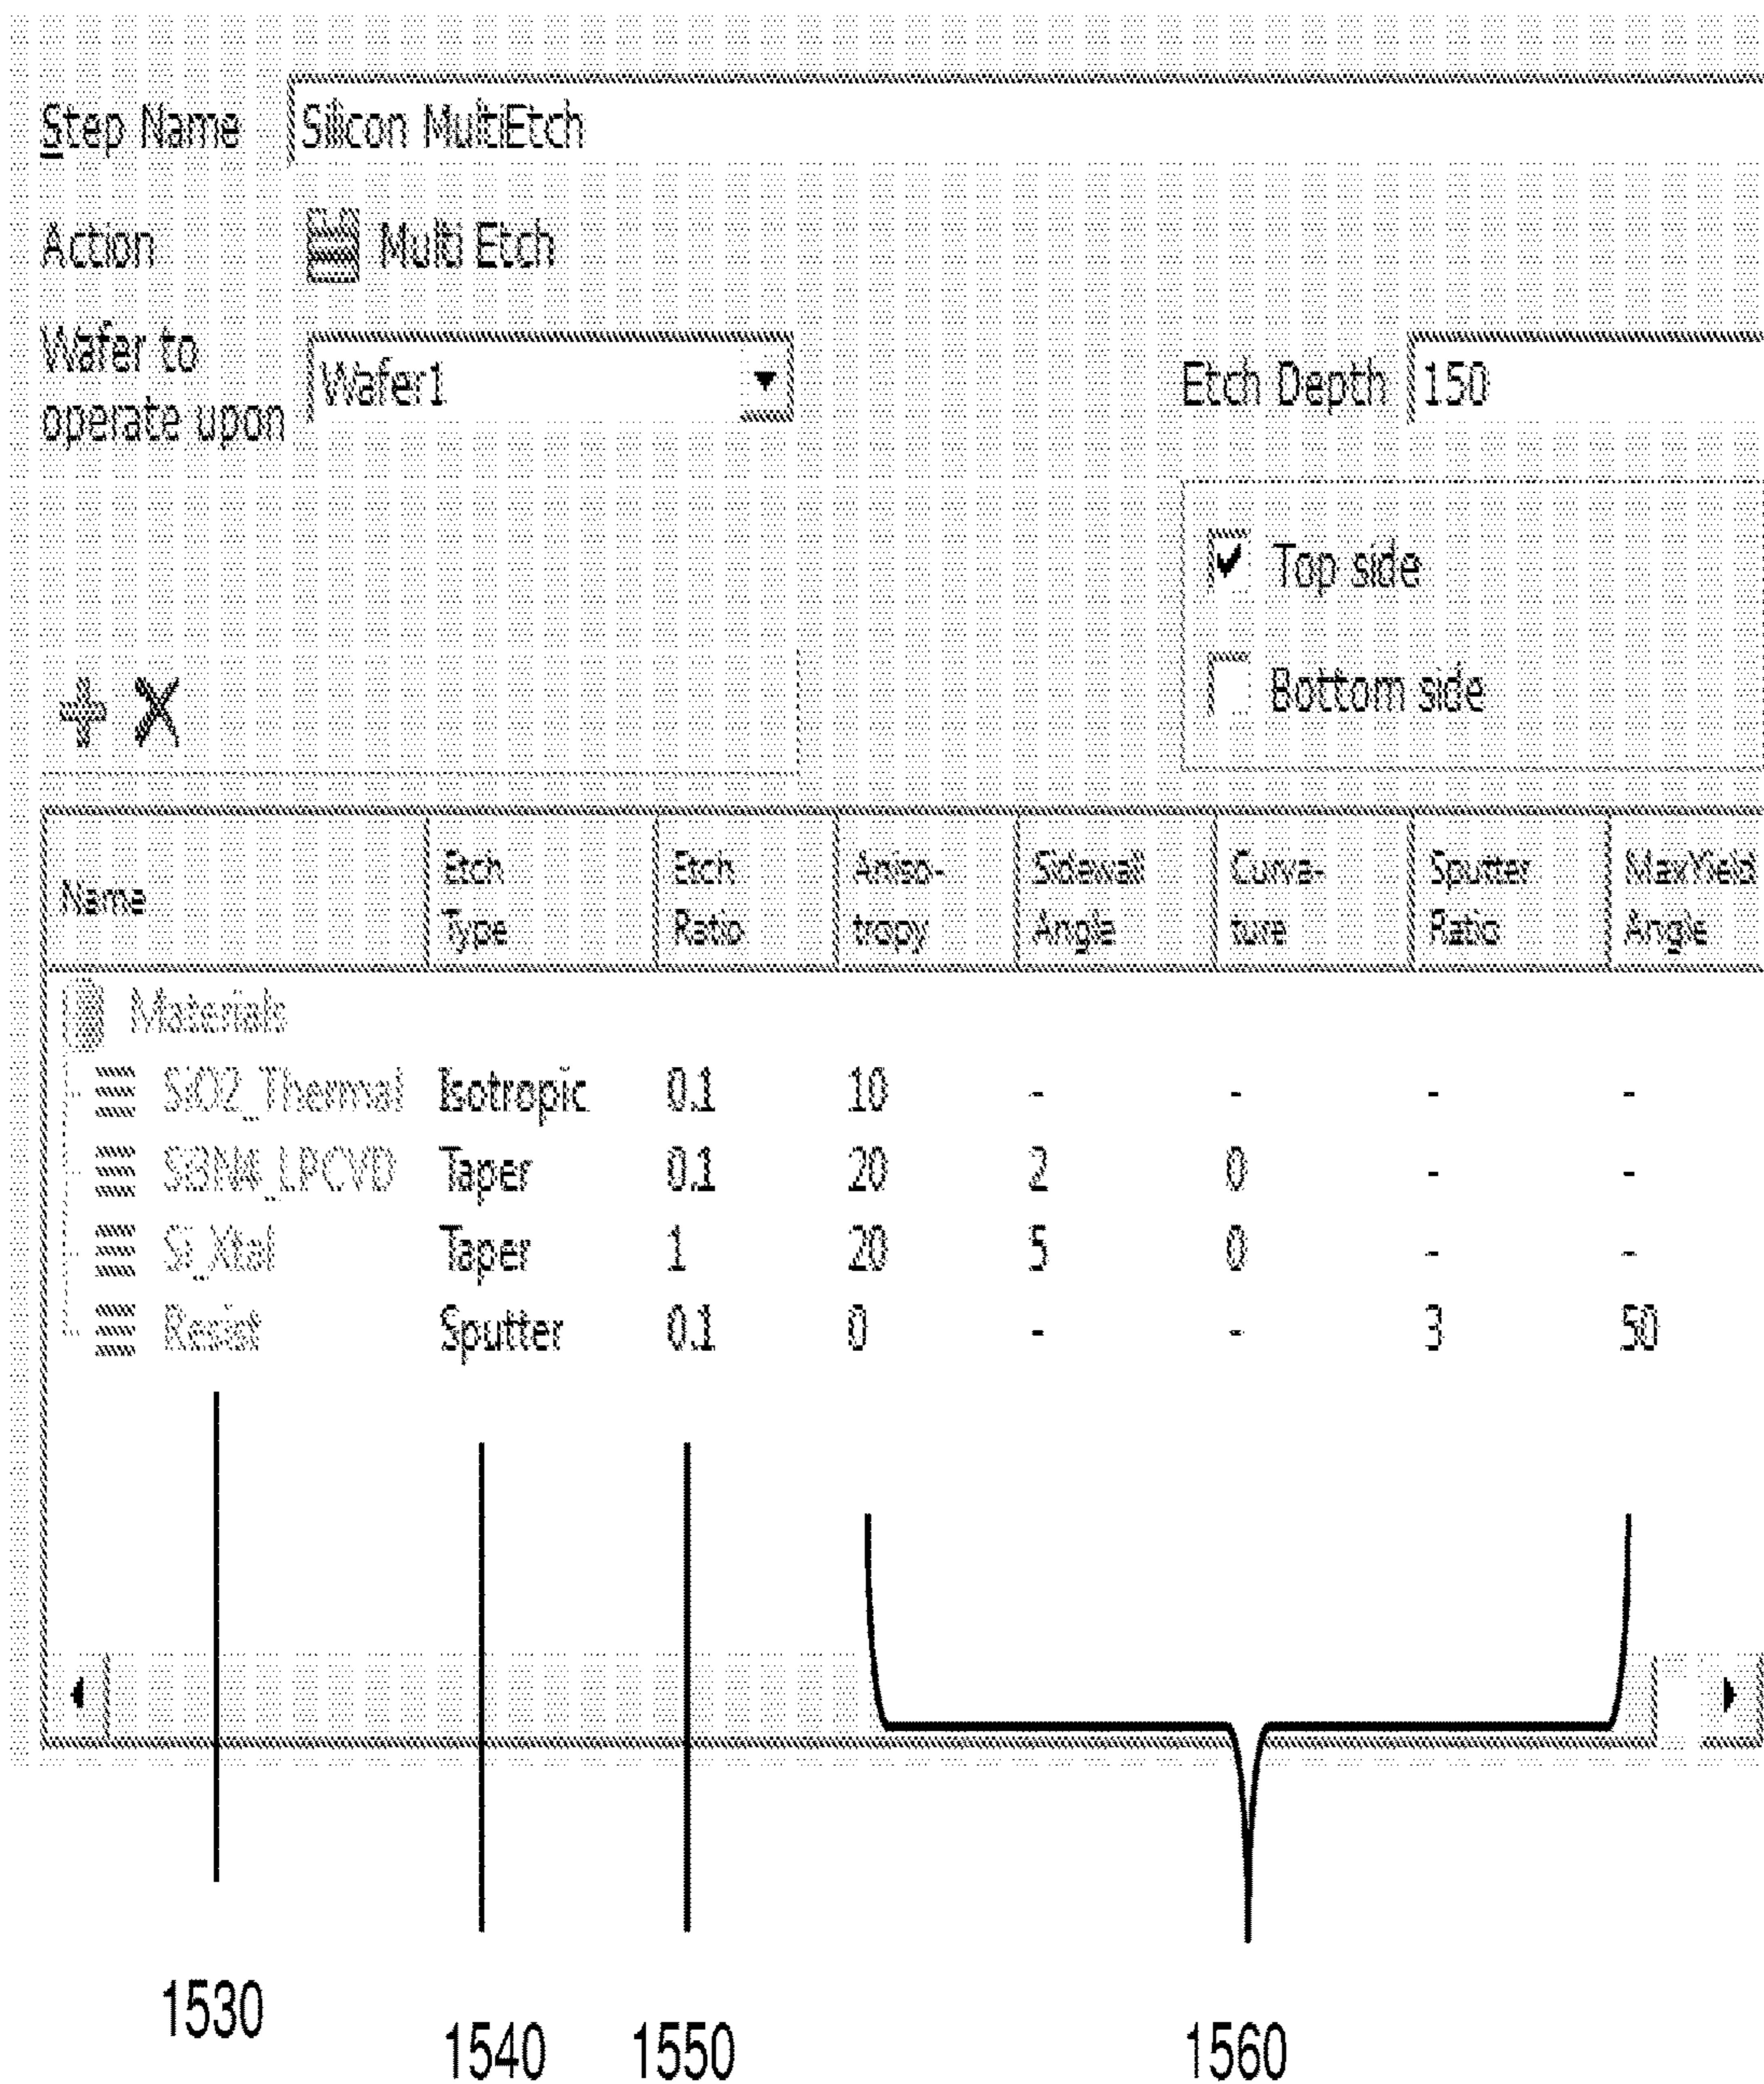 Step Name Silicon MultiEtch
Action Multi Etch
Wafer to operate upon Wafer1 Etch Depth 150
Top side
Bottom side
Name Etch Type Etch Ratio Aniso-tropy Sidewall Angle Curva-ture Sputter Ratio MaxYield Angle
Materials
SiO2_Thermal Isotropic 0.1 10 - - - -
Si3N4_LPCVD Taper 0.1 20 2 0 - -
Si_Xtal Taper 1 20 5 0 - -
Resist Sputter 0.1 0 - - 3 50
1530 1540 1550 1560